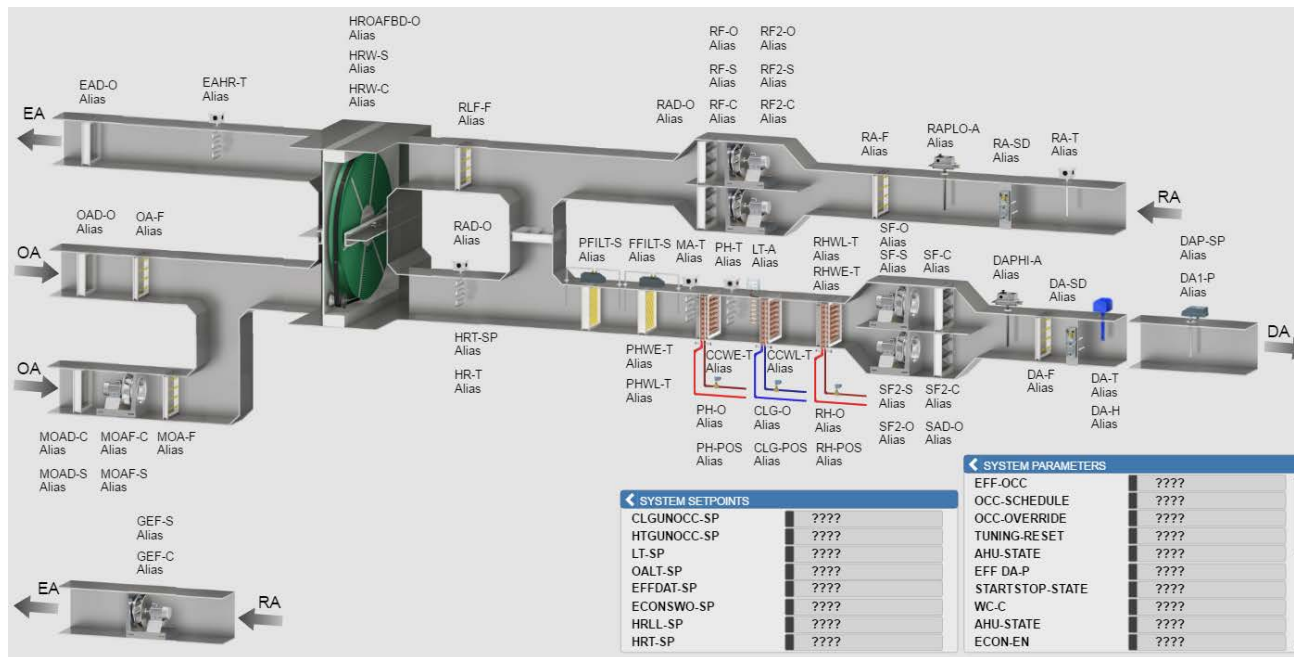 HROAFBD-O
Alias
HRW-S
Alias
HRW-C
Alias
RF-O
Alias
RF2-O
Alias
RF-S
Alias
RF2-S
Alias
RF-C
Alias
RF2-C
Alias
RAD-O
Alias
EAD-O
Alias
EAHR-T
Alias
RLF-F
Alias
EA
RA-F
Alias
RAPLO-A
Alias
RA-SD
Alias
RA-T
Alias
RA
OAD-O
Alias
OA-F
Alias
OA
RAD-O
Alias
PFILT-S
Alias
FFILT-S
Alias
MA-T
Alias
PH-T
Alias
LT-A
Alias
RHWL-T
Alias
RHWE-T
Alias
SF-O
Alias
SF-S
Alias
SF-C
Alias
DAPHI-A
Alias
DA-SD
Alias
DAP-SP
Alias
DA1-P
Alias
DA
HRT-SP
Alias
HR-T
Alias
PHWE-T
Alias
PHWL-T
Alias
CCWE-T
Alias
CCWL-T
Alias
PH-O
Alias
CLG-O
Alias
RH-O
Alias
PH-POS
Alias
CLG-POS
Alias
RH-POS
Alias
SF2-S
Alias
SF2-C
Alias
SF2-O
Alias
SAD-O
Alias
DA-F
Alias
DA-T
Alias
DA-H
Alias
OA
MOAD-C
Alias
MOAF-C
Alias
MOA-F
Alias
MOAD-S
Alias
MOAF-S
Alias
GEF-S
Alias
GEF-C
Alias
EA
RA
SYSTEM SETPOINTS
CLGUNOCC-SP ????
HTGUNOCC-SP ????
LT-SP ????
OALT-SP ????
EFFDAT-SP ????
ECONSWO-SP ????
HRLL-SP ????
HRT-SP ????
SYSTEM PARAMETERS
EFF-OCC ????
OCC-SCHEDULE ????
OCC-OVERRIDE ????
TUNING-RESET ????
AHU-STATE ????
EFF DA-P ????
STARTSTOP-STATE ????
WC-C ????
AHU-STATE ????
ECON-EN ????